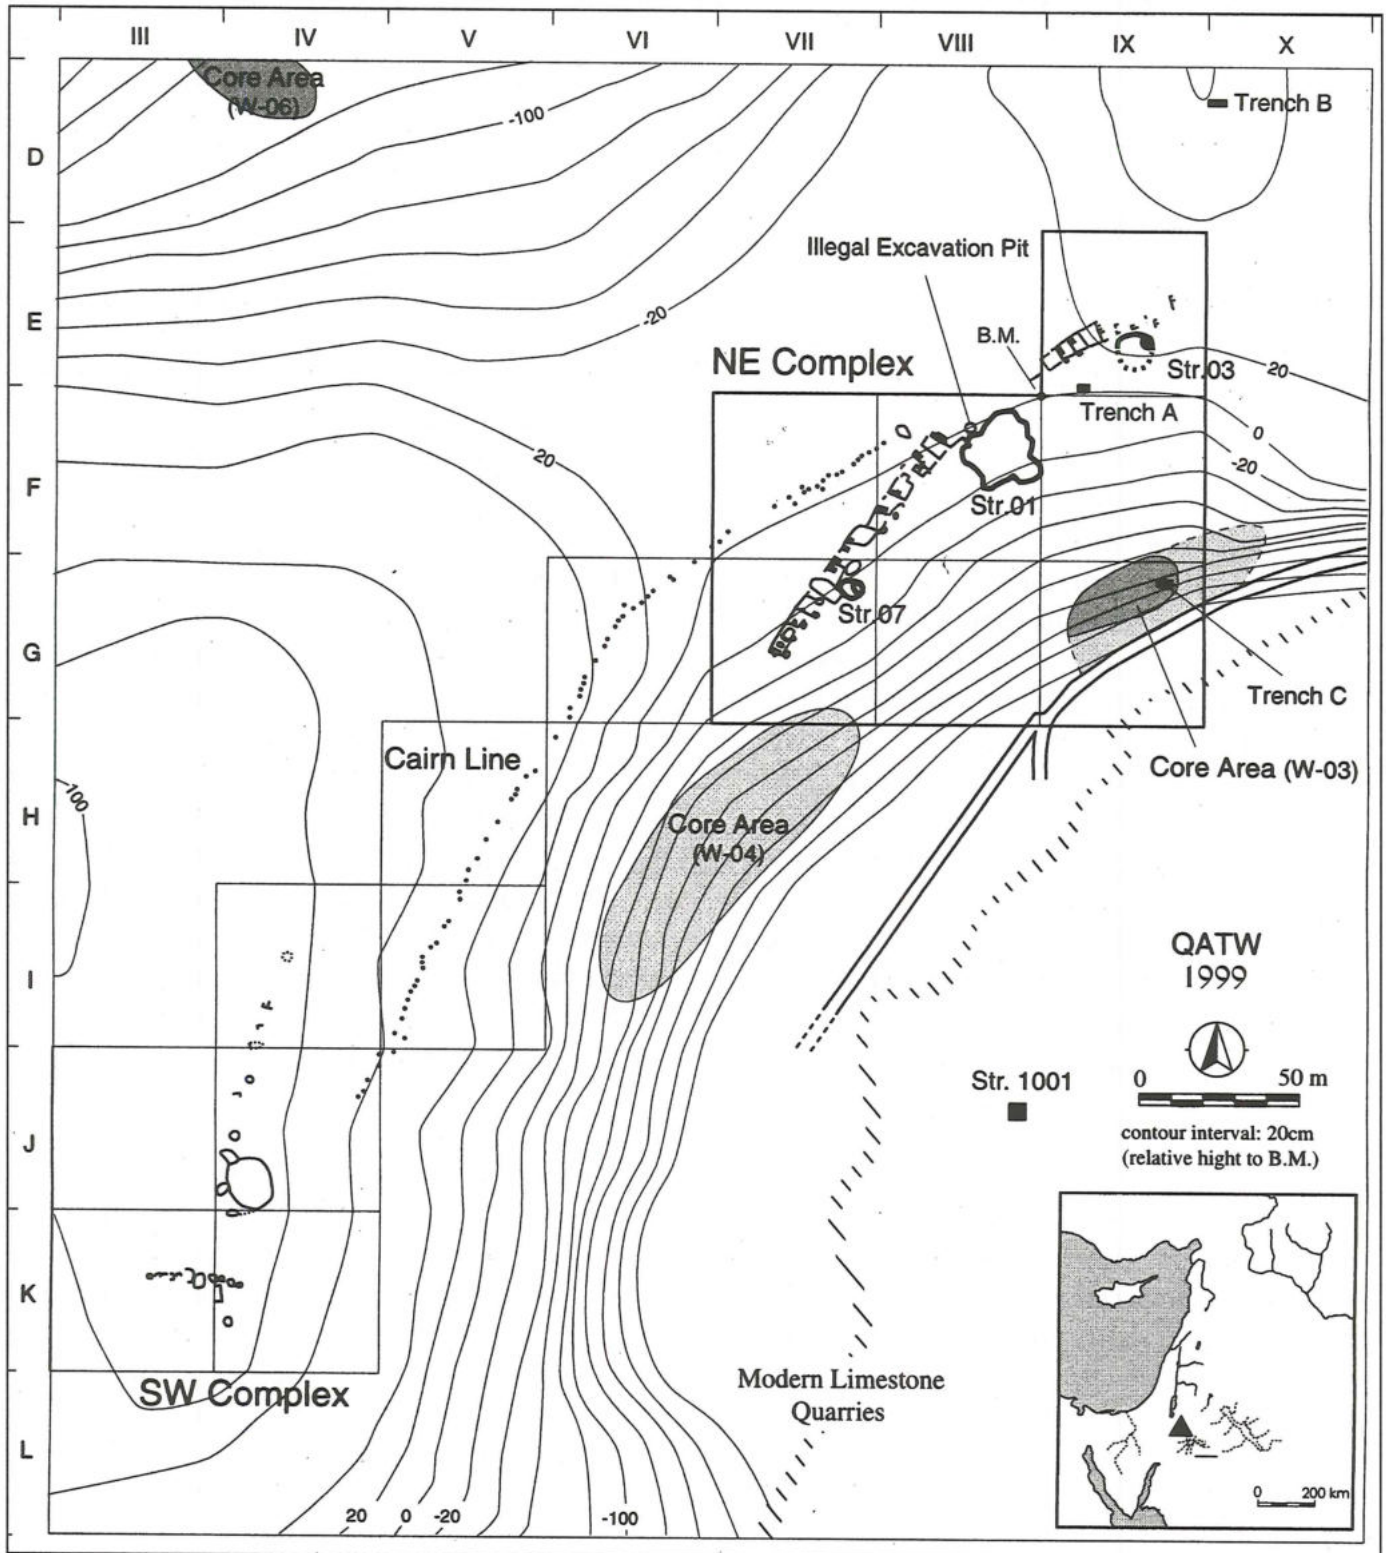 III IV V VI VII VIII IX X
Core Area
(W-06)
-100
Trench B
D
Illegal Excavation Pit
E
-20
B.M.
NE Complex
Str.03
20
Trench A
0
20
-20
F
Str.01
Str.07
G
Trench C
Cairn Line
Core Area (W-03)
100
H
Core Area
(W-04)
QATW
1999
I
Str. 1001
0 50 m
contour interval: 20cm
(relative hight to B.M.)
J
K
Modern Limestone
Quarries
SW Complex
L
0 200 km
20 0 -20 -100